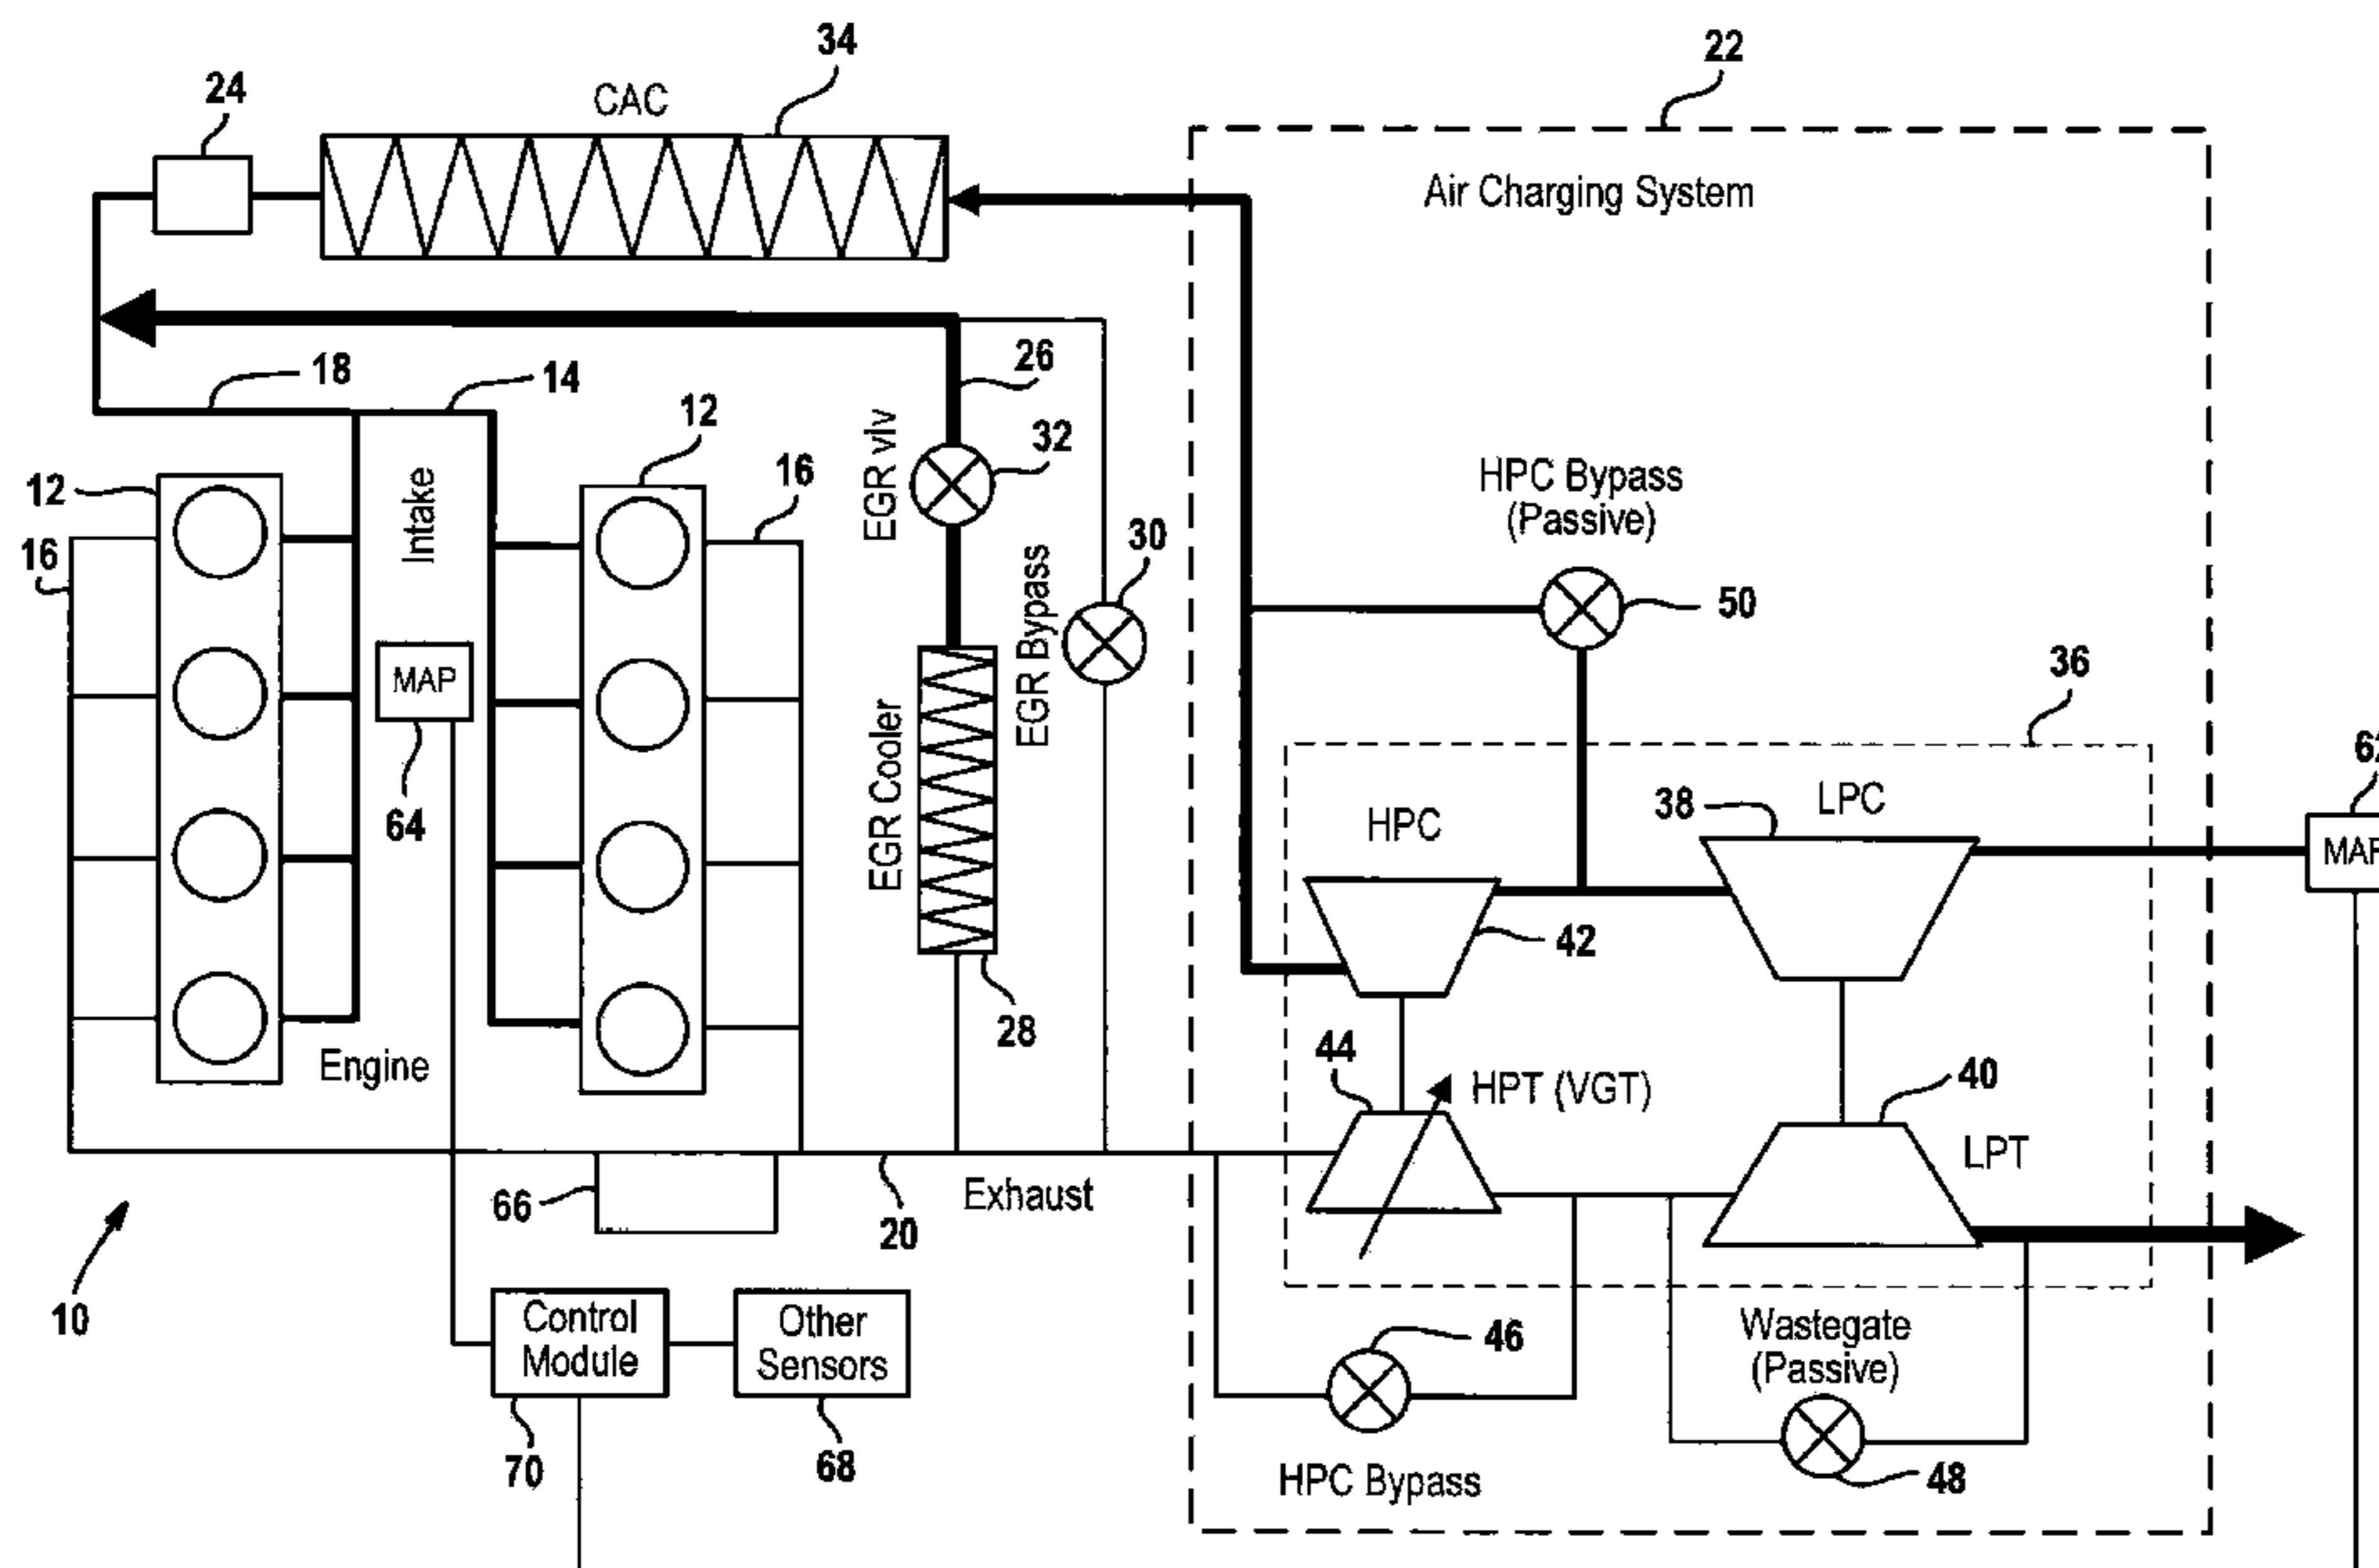 34
22
24
CAC
Air Charging System
18
14
26
12
EGR vlv
32
12
16
Intake
HPC Bypass
(Passive)
16
30
50
EGR Bypass
MAP
36
64
EGR Cooler
38
LPC
HPC
MAP
42
28
Engine
44
HPT (VGT)
40
LPT
66
20
Exhaust
10
Control
Module
Other
Sensors
46
Wastegate
(Passive)
70
68
HPC Bypass
48